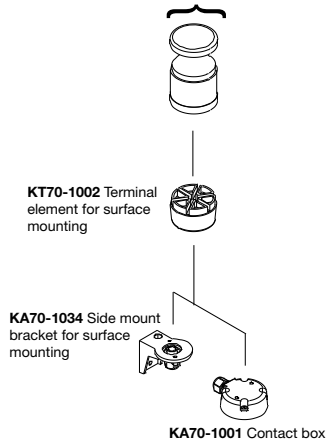 KT70-1002 Terminal
element for surface
mounting
KA70-1034 Side mount
bracket for surface
mounting
KA70-1001 Contact box